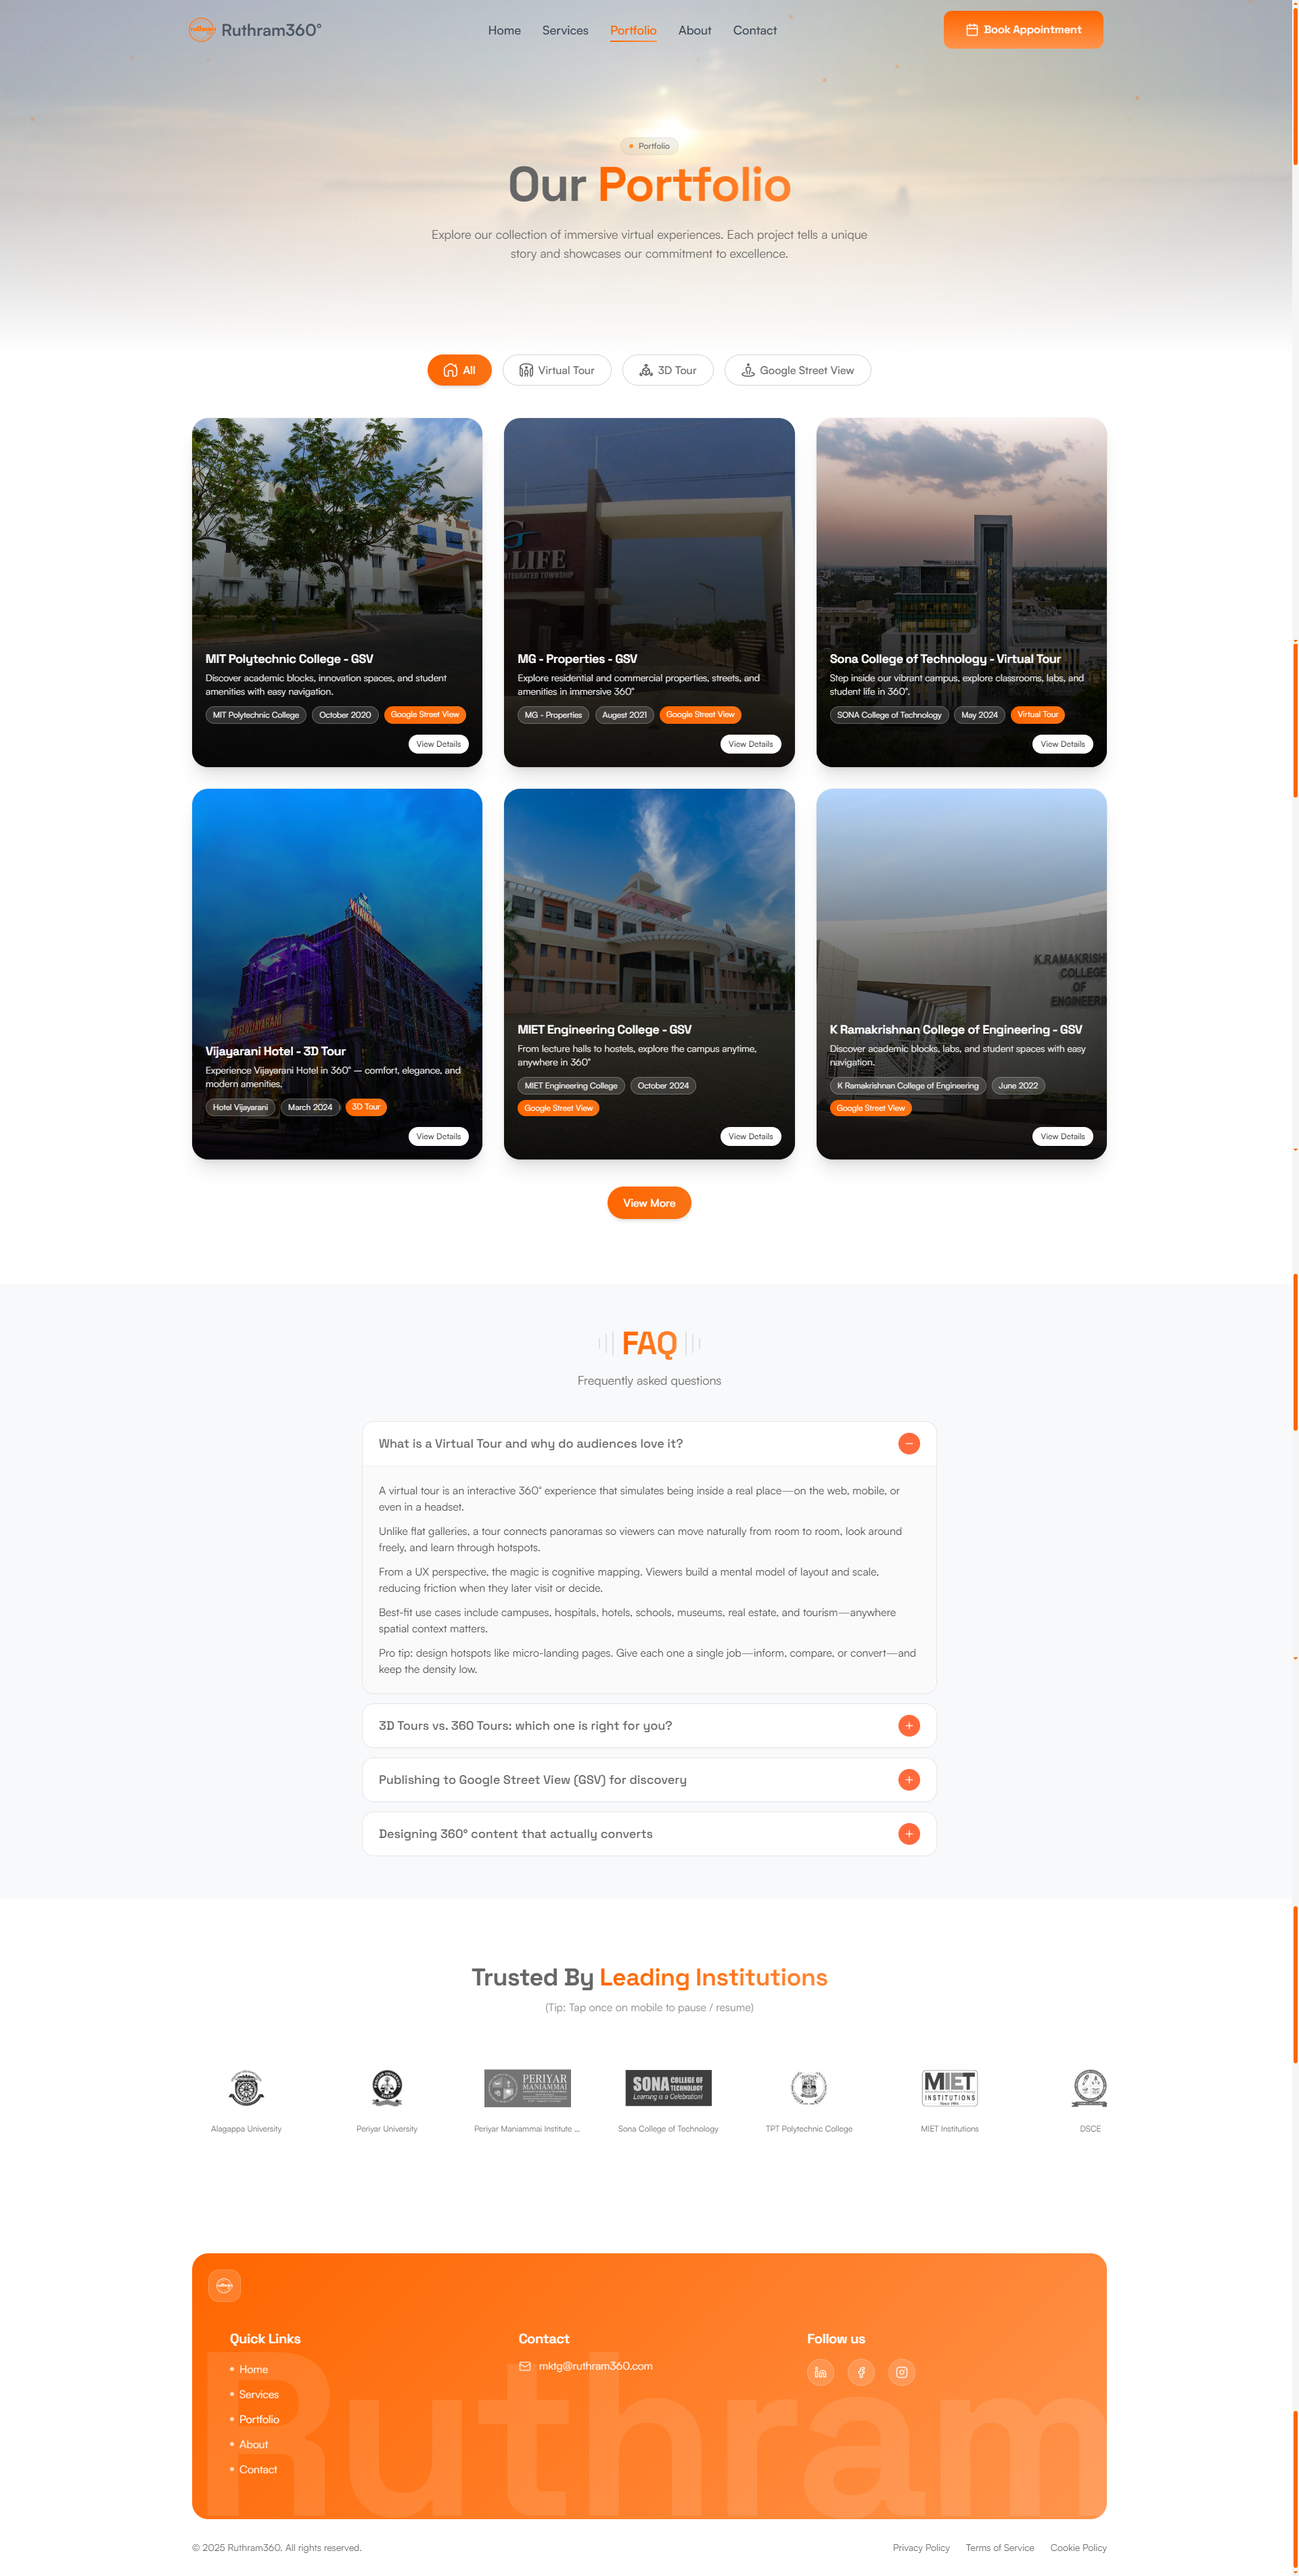 Ruthram360°
Home
Services
Portfolio
About
Contact
Book Appointment
Portfolio
Our Portfolio
Explore our collection of immersive virtual experiences. Each project tells a unique
story and showcases our commitment to excellence.
All
Virtual Tour
3D Tour
Google Street View
MIT Polytechnic College - GSV
Discover academic blocks, innovation spaces, and student
amenities with easy navigation.
MIT Polytechnic College
October 2020
Google Street View
View Details
LIFE
INTEGRATED TOWNSHIP
MG - Properties - GSV
Explore residential and commercial properties, streets, and
amenities in immersive 360°
MG - Properties
Augest 2021
Google Street View
View Details
Sona College of Technology - Virtual Tour
Step inside our vibrant campus, explore classrooms, labs, and
student life in 360°.
SONA College of Technology
May 2024
Virtual Tour
View Details
VIJAYARANI
HOTEL VIJAYARANI
Vijayarani Hotel - 3D Tour
Experience Vijayarani Hotel in 360° — comfort, elegance, and
modern amenities.
Hotel Vijayarani
March 2024
3D Tour
View Details
MIET Engineering College - GSV
From lecture halls to hostels, explore the campus anytime,
anywhere in 360°
MIET Engineering College
October 2024
Google Street View
View Details
K.RAMAKRISH
COLLEGE
OF
ENGINEERIN
K Ramakrishnan College of Engineering - GSV
Discover academic blocks, labs, and student spaces with easy
navigation.
K Ramakrishnan College of Engineering
June 2022
Google Street View
View Details
View More
FAQ
Frequently asked questions
What is a Virtual Tour and why do audiences love it?
A virtual tour is an interactive 360° experience that simulates being inside a real place—on the web, mobile, or
even in a headset.
Unlike flat galleries, a tour connects panoramas so viewers can move naturally from room to room, look around
freely, and learn through hotspots.
From a UX perspective, the magic is cognitive mapping. Viewers build a mental model of layout and scale,
reducing friction when they later visit or decide.
Best-fit use cases include campuses, hospitals, hotels, schools, museums, real estate, and tourism—anywhere
spatial context matters.
Pro tip: design hotspots like micro-landing pages. Give each one a single job—inform, compare, or convert—and
keep the density low.
3D Tours vs. 360 Tours: which one is right for you?
Publishing to Google Street View (GSV) for discovery
Designing 360° content that actually converts
Trusted By Leading Institutions
(Tip: Tap once on mobile to pause / resume)
PERIYAR
MANIAMMAI
SONA COLLEGE OF
TECHNOLOGY
Learning is a Celebration!
MIET
INSTITUTIONS
Since 1984
Alagappa University
Periyar University
Periyar Maniammai Institute ...
Sona College of Technology
TPT Polytechnic College
MIET Institutions
DSCE
Quick Links
Home
Services
Portfolio
About
Contact
Contact
mktg@ruthram360.com
Follow us
Ruthram
© 2025 Ruthram360. All rights reserved.
Privacy Policy
Terms of Service
Cookie Policy